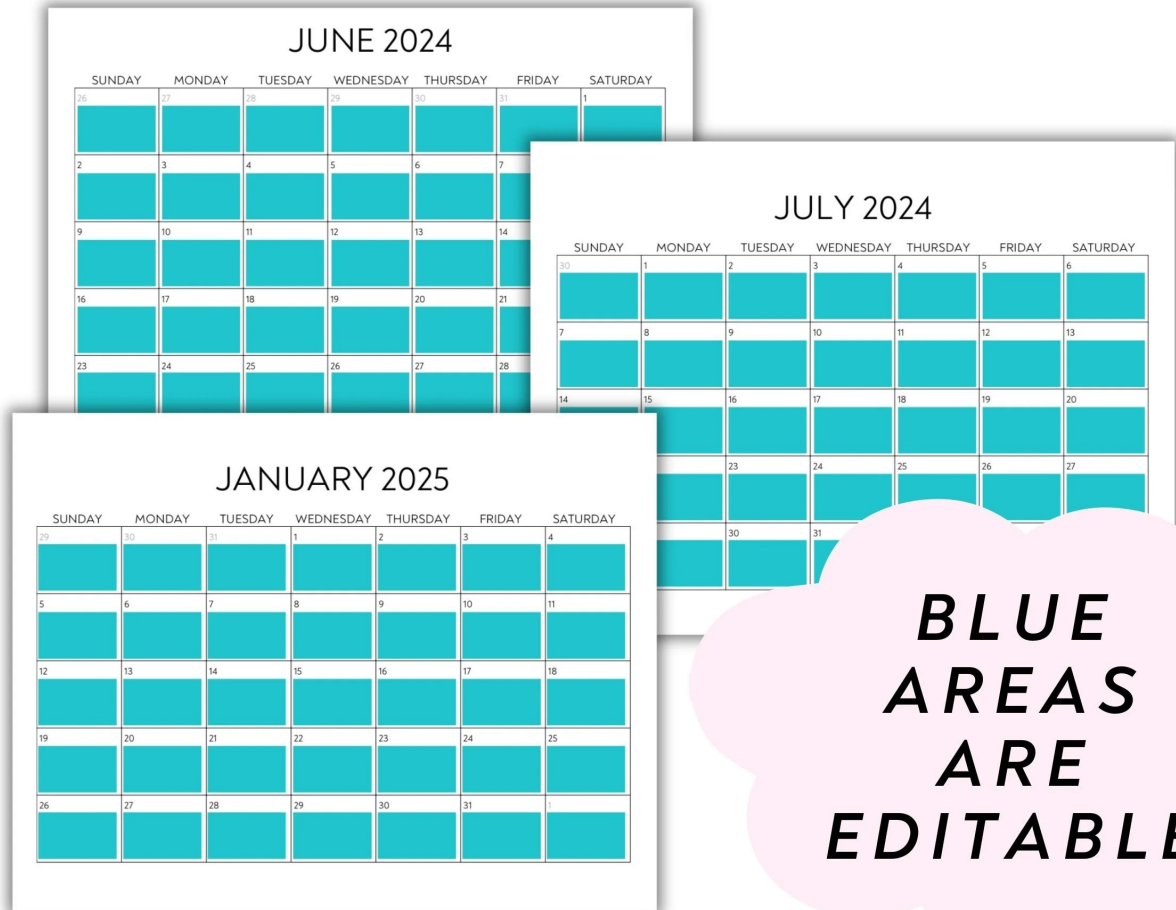 JUNE 2024
SUNDAY MONDAY TUESDAY WEDNESDAY THURSDAY FRIDAY SATURDAY
26 27 28 29 30 31 1
2 3 4 5 6 7
9 10 11 12 13 14
16 17 18 19 20 21
23 24 25 26 27 28
JULY 2024
SUNDAY MONDAY TUESDAY WEDNESDAY THURSDAY FRIDAY SATURDAY
30 1 2 3 4 5 6
7 8 9 10 11 12 13
14 15 16 17 18 19 20
23 24 25 26 27
30 31
JANUARY 2025
SUNDAY MONDAY TUESDAY WEDNESDAY THURSDAY FRIDAY SATURDAY
29 30 31 1 2 3 4
5 6 7 8 9 10 11
12 13 14 15 16 17 18
19 20 21 22 23 24 25
26 27 28 29 30 31 1
BLUE
AREAS
ARE
EDITABLE